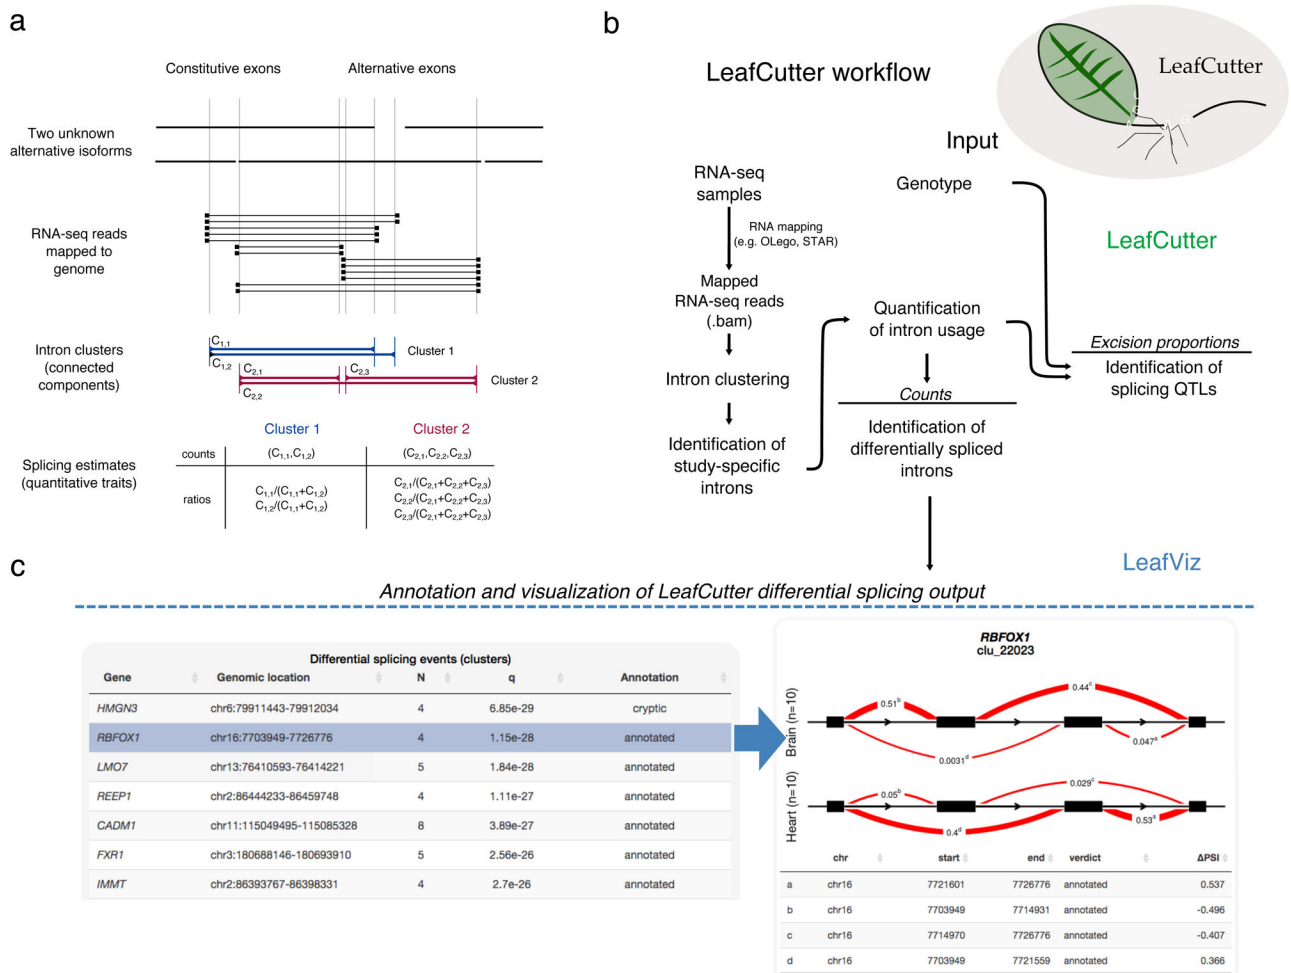 a
Constitutive exons
Alternative exons
Two unknown
alternative isoforms
RNA-seq reads
mapped to
genome
Intron clusters
(connected
components)
C1,1
C1,2
Cluster 1
C2,1
C2,3
C2,2
Cluster 2
Cluster 1
Cluster 2
Splicing estimates
(quantitative traits)
counts
(C1,1,C1,2)
(C2,1,C2,2,C2,3)
ratios
C1,1/(C1,1+C1,2)
C1,2/(C1,1+C1,2)
C2,1/(C2,1+C2,2+C2,3)
C2,2/(C2,1+C2,2+C2,3)
C2,3/(C2,1+C2,2+C2,3)
b
LeafCutter workflow
LeafCutter
Input
RNA-seq
samples
Genotype
RNA mapping
(e.g. OLego, STAR)
LeafCutter
Mapped
RNA-seq reads
(.bam)
Quantification
of intron usage
Intron clustering
Excision proportions
Identification of
splicing QTLs
Counts
Identification of
study-specific
introns
Identification of
differentially spliced
introns
LeafViz
c
Annotation and visualization of LeafCutter differential splicing output
Differential splicing events (clusters)
Gene Genomic location N q Annotation
HMGN3 chr6:79911443-79912034 4 6.85e-29 cryptic
RBFOX1 chr16:7703949-7726776 4 1.15e-28 annotated
LMO7 chr13:76410593-76414221 5 1.84e-28 annotated
REEP1 chr2:86444233-86459748 4 1.11e-27 annotated
CADM1 chr11:115049495-115085328 8 3.89e-27 annotated
FXR1 chr3:180688146-180693910 5 2.56e-26 annotated
IMMT chr2:86393767-86398331 4 2.7e-26 annotated
RBFOX1
clu_22023
Brain (n=10)
0.51b
0.44c
0.0031d
0.047a
Heart (n=10)
0.05b
0.029c
0.4d
0.53a
chr start end verdict ΔPSI
a chr16 7721601 7726776 annotated 0.537
b chr16 7703949 7714931 annotated -0.496
c chr16 7714970 7726776 annotated -0.407
d chr16 7703949 7721559 annotated 0.366